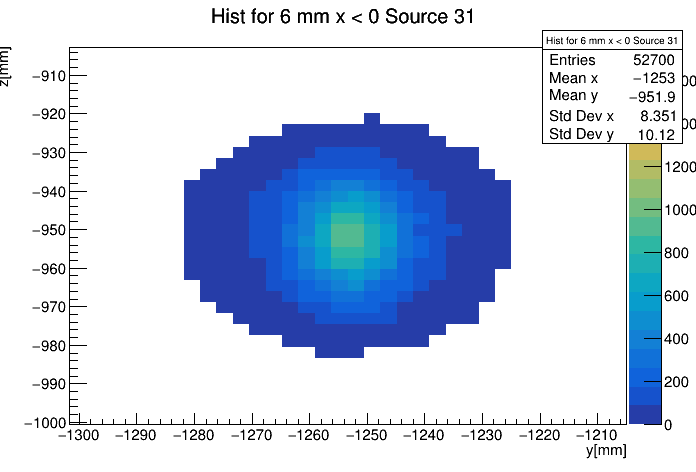 Hist for 6 mm x < 0 Source 31
Hist for 6 mm x < 0 Source 31
Entries 52700
Mean x −1253
Mean y −951.9
Std Dev x 8.351
Std Dev y 10.12
z[mm]
−910
−920
−930
−940
−950
−960
−970
−980
−990
−1000
−1300 −1290 −1280 −1270 −1260 −1250 −1240 −1230 −1220 −1210
y[mm]
1200
1000
800
600
400
200
0